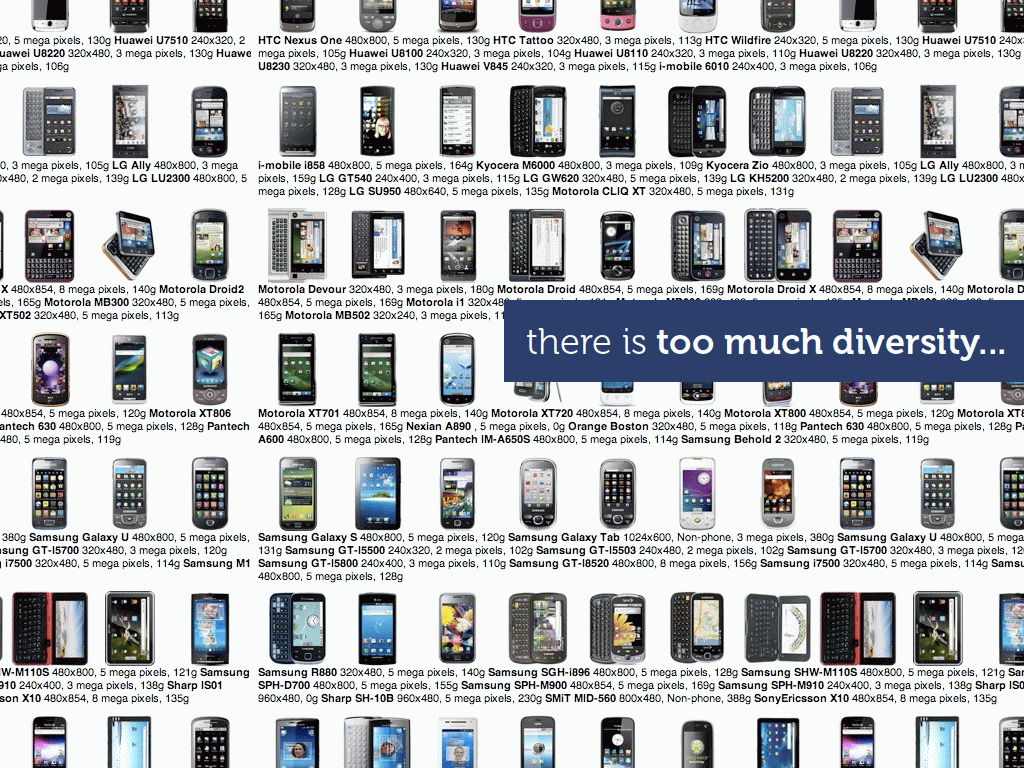 20, 5 mega pixels, 130g Huawei U7510 240x320, 2
uawei U8220 320x480, 3 mega pixels, 130g Huawe
ga pixels, 106g
HTC Nexus One 480x800, 5 mega pixels, 130g HTC Tattoo 320x480, 3 mega pixels, 113g HTC Wildfire 240x320, 5 mega pixels, 130g Huawei U7510 240x3
mega pixels, 105g Huawei U8100 240x320, 3 mega pixels, 104g Huawei U8110 240x320, 3 mega pixels, 110g Huawei U8220 320x480, 3 mega pixels,
U8230 320x480, 3 mega pixels, 130g Huawei V845 240x320, 3 mega pixels, 115g i-mobile 6010 240x400, 3 mega pixels, 106g
0, 3 mega pixels, 105g LG Ally 480x800, 3 mega
x480, 2 mega pixels, 139g LG LU2300 480x800, 5
i-mobile i858 480x800, 5 mega pixels, 164g Kyocera M6000 480x800, 3 mega pixels, 109g Kyocera Zio 480x800, 3 mega pixels, 105g LG Ally 480x800, 3 m
pixels, 159g LG GT540 240x400, 3 mega pixels, 115g LG GW620 320x480, 5 mega pixels, 139g LG KH5200 320x480, 2 mega pixels, 139g LG LU2300 480x
mega pixels, 128g LG SU950 480x640, 5 mega pixels, 135g Motorola CLIQ XT 320x480, 5 mega pixels, 131g
X 480x854, 8 mega pixels, 140g Motorola Droid2
els, 165g Motorola MB300 320x480, 5 mega pixels,
XT502 320x480, 5 mega pixels, 113g
Motorola Devour 320x480, 3 mega pixels, 180g Motorola Droid 480x854, 5 mega pixels, 169g Motorola Droid X 480x854, 8 mega pixels, 140g Motorola D
480x854, 5 mega pixels, 169g Motorola i1 320x480
165g Motorola MB502 320x240, 3 mega pixels, 11
there is too much diversity...
480x854, 5 mega pixels, 120g Motorola XT806
antech 630 480x800, 5 mega pixels, 128g Pantech
480, 5 mega pixels, 119g
Motorola XT701 480x854, 8 mega pixels, 140g Motorola XT720 480x854, 8 mega pixels, 140g Motorola XT800 480x854, 5 mega pixels, 120g Motorola XT8
480x854, 5 mega pixels, 165g Nexian A890 , 5 mega pixels, 0g Orange Boston 320x480, 5 mega pixels, 118g Pantech 630 480x800, 5 mega pixels, 128g Pa
A600 480x800, 5 mega pixels, 128g Pantech IM-A650S 480x800, 5 mega pixels, 114g Samsung Behold 2 320x480, 5 mega pixels, 119g
380g Samsung Galaxy U 480x800, 5 mega pixels,
sung GT-I5700 320x480, 3 mega pixels, 120g
g i7500 320x480, 5 mega pixels, 114g Samsung M1
Samsung Galaxy S 480x800, 5 mega pixels, 120g Samsung Galaxy Tab 1024x600, Non-phone, 3 mega pixels, 380g Samsung Galaxy U 480x800, 5 mega pixels,
131g Samsung GT-I5500 240x320, 2 mega pixels, 102g Samsung GT-I5503 240x480, 2 mega pixels, 102g Samsung GT-I5700 320x480, 3 mega pixels, 12
Samsung GT-I5800 240x400, 3 mega pixels, 110g Samsung GT-I8520 480x800, 8 mega pixels, 156g Samsung i7500 320x480, 5 mega pixels, 114g Sams
480x800, 5 mega pixels, 128g
HW-M110S 480x800, 5 mega pixels, 121g Samsung
910 240x400, 3 mega pixels, 138g Sharp IS01
sson X10 480x854, 8 mega pixels, 135g
Samsung R880 320x480, 5 mega pixels, 140g Samsung SGH-i896 480x800, 5 mega pixels, 128g Samsung SHW-M110S 480x800, 5 mega pixels, 121g Sam
SPH-D700 480x800, 5 mega pixels, 155g Samsung SPH-M900 480x854, 5 mega pixels, 169g Samsung SPH-M910 240x400, 3 mega pixels, 138g Sharp IS0
960x480, 0g Sharp SH-10B 960x480, 5 mega pixels, 230g SMiT MID-560 800x480, Non-phone, 388g SonyEricsson X10 480x854, 8 mega pixels, 135g